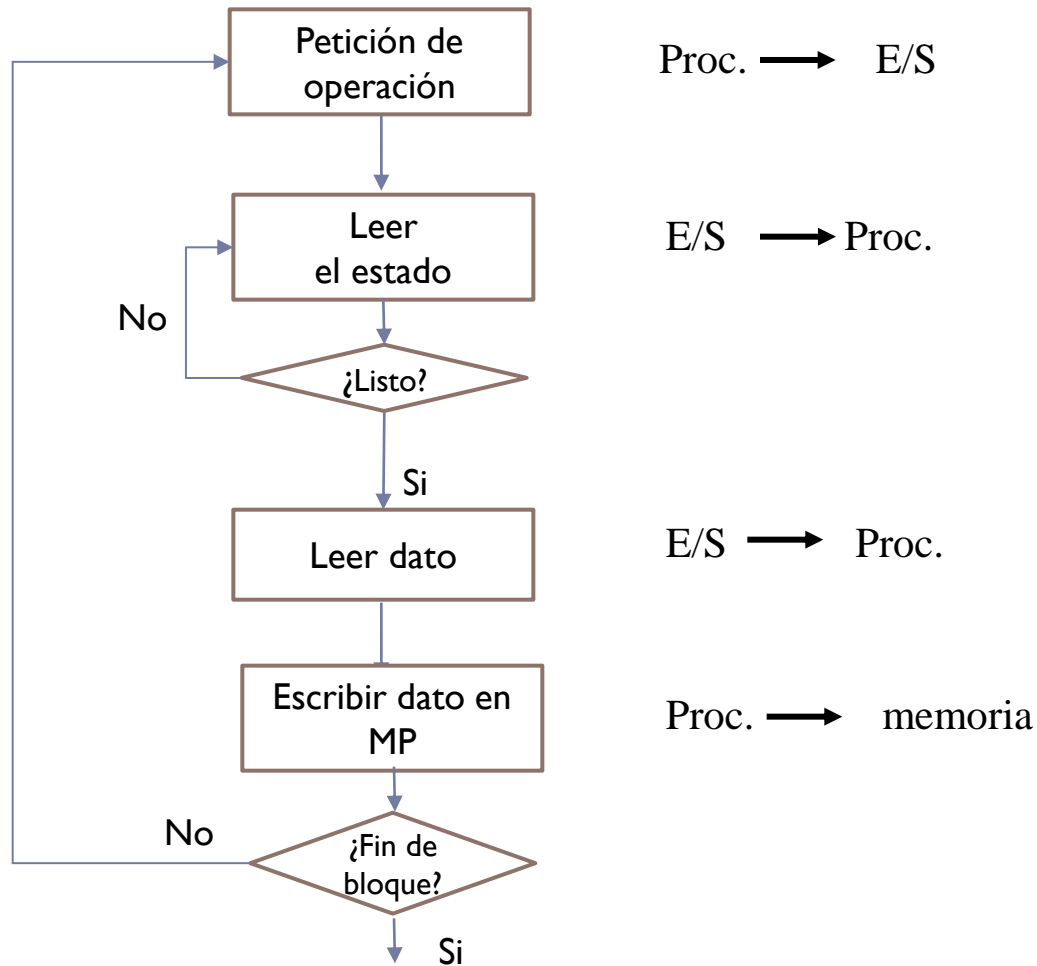 Petición de
operación
Proc. → E/S
Leer
el estado
E/S → Proc.
No
¿Listo?
Si
Leer dato
E/S → Proc.
Escribir dato en
MP
Proc. → memoria
No
¿Fin de
bloque?
Si